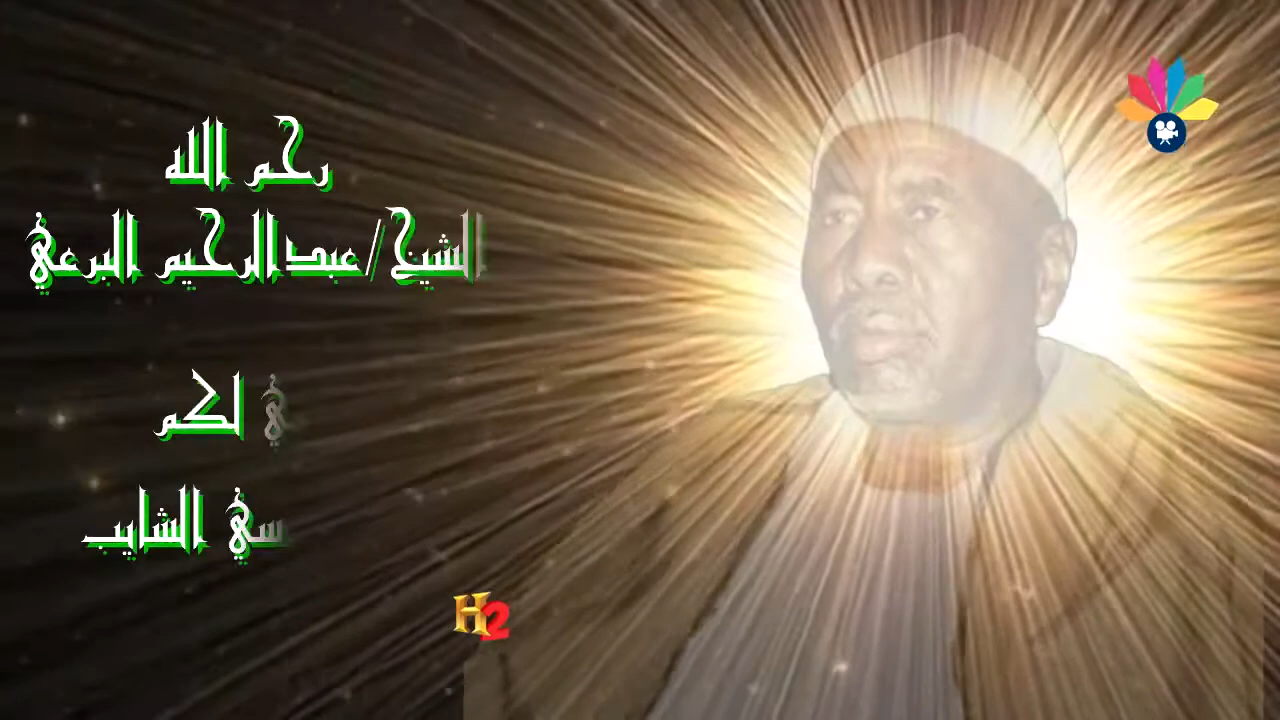 رحم الله
الشيخ/عبدالرحيم البرعي
لكم
الشايب
H2